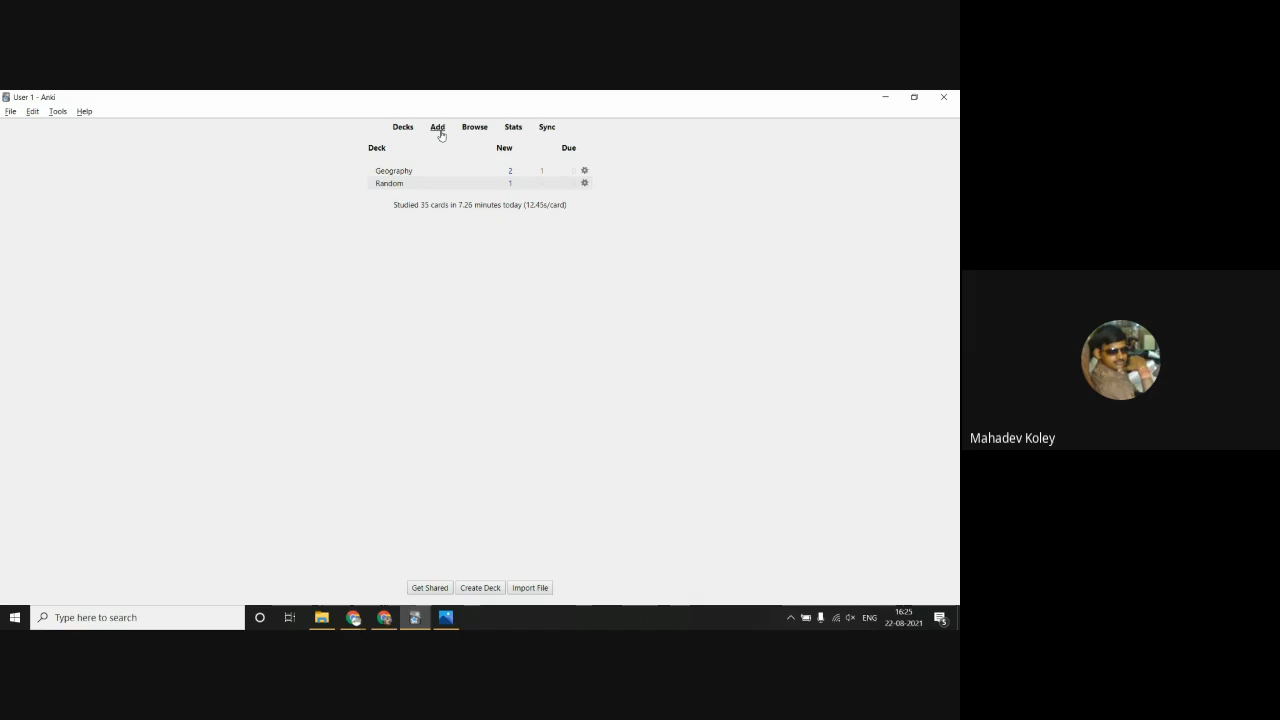 User 1 - Anki
File Edit Tools Help
Decks Add Browse Stats Sync
Deck New Due
Geography 2 1
Random 1
Studied 35 cards in 7.26 minutes today (12.45s/card)
Mahadev Koley
Get Shared Create Deck Import File
Type here to search
ENG
16:25
22-08-2021
5